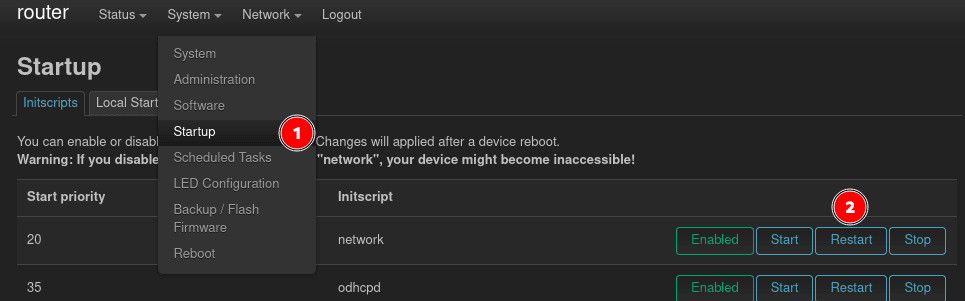 router Status System Network Logout
System
Startup
Administration
Initscripts Local Start
Software
Startup 1
You can enable or disabl Changes will applied after a device reboot.
Warning: If you disable "network", your device might become inaccessible!
Scheduled Tasks
LED Configuration
Start priority Initscript
Backup / Flash
Firmware
2
20 network Enabled Start Restart Stop
Reboot
35 odhcpd Enabled Start Restart Stop